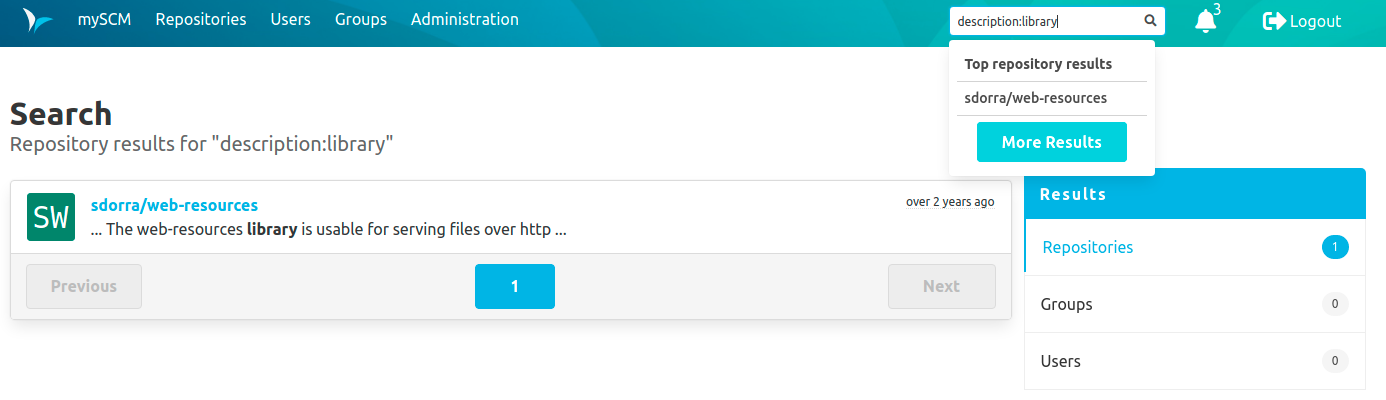 mySCM Repositories Users Groups Administration description:library 3 Logout
Top repository results
sdorra/web-resources
More Results
Search
Repository results for "description:library"
SW sdorra/web-resources over 2 years ago
... The web-resources library is usable for serving files over http ...
Previous 1 Next
Results
Repositories 1
Groups 0
Users 0